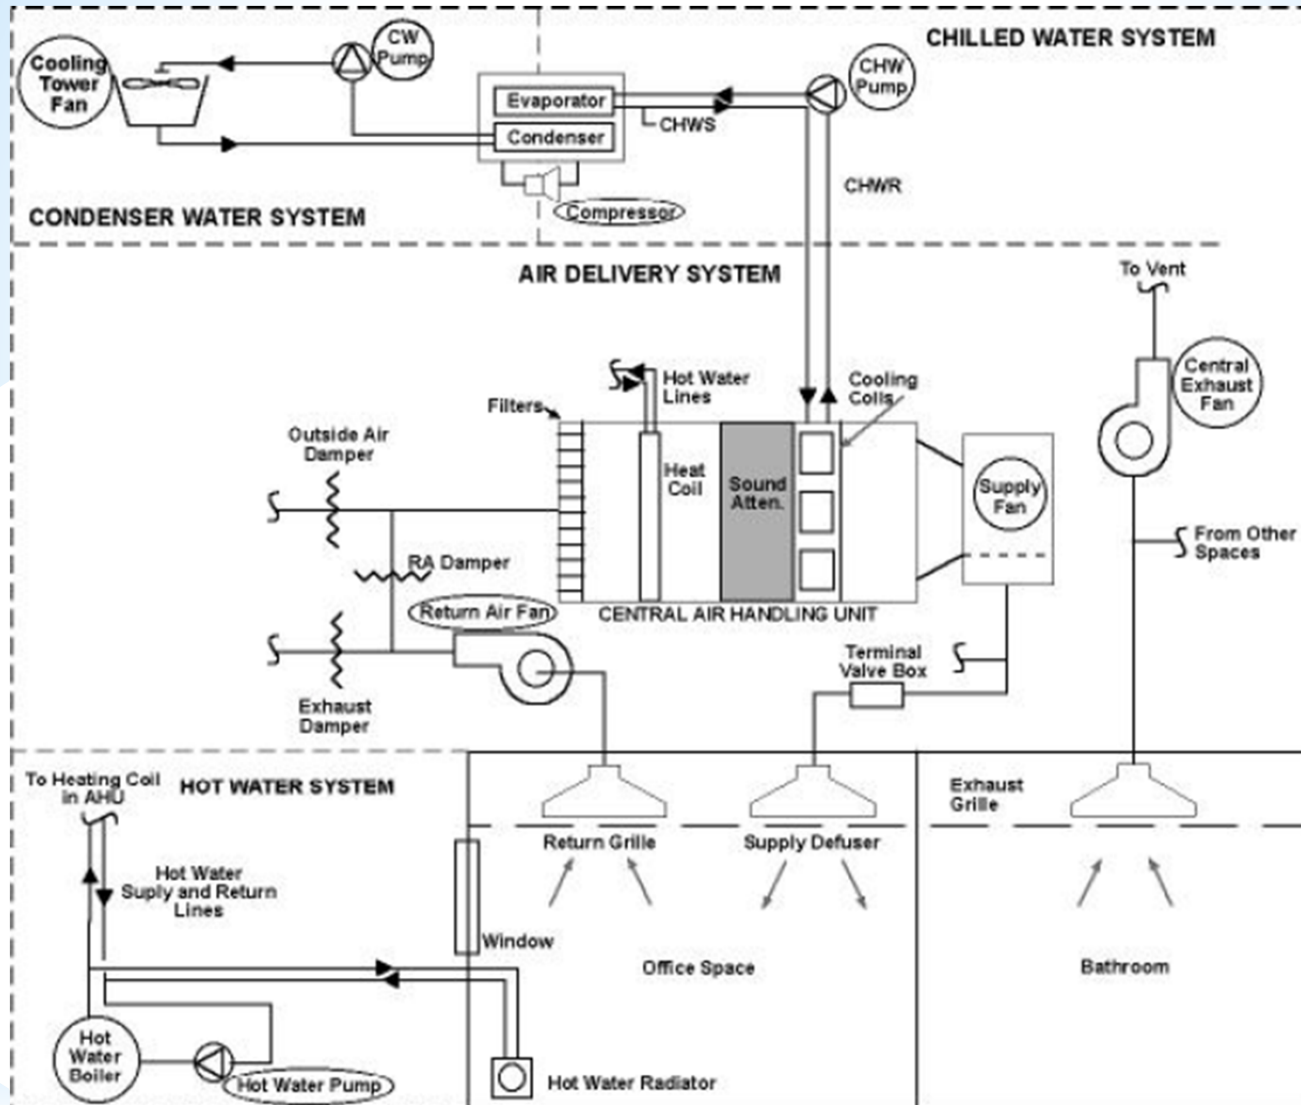 Cooling
Tower
Fan
CW
Pump
CHILLED WATER SYSTEM
CHW
Pump
Evaporator
Condenser
CHWS
CHWR
Compressor
CONDENSER WATER SYSTEM
AIR DELIVERY SYSTEM
To Vent
Central
Exhaust
Fan
Hot Water
Lines
Cooling
Coils
Filters
Outside Air
Damper
Heat
Coil
Sound
Atten.
Supply
Fan
From Other
Spaces
RA Damper
Return Air Fan
CENTRAL AIR HANDLING UNIT
Terminal
Valve Box
Exhaust
Damper
To Heating Coil
in AHU
HOT WATER SYSTEM
Exhaust
Grille
Return Grille
Supply Defuser
Hot Water
Suply and Return
Lines
Window
Office Space
Bathroom
Hot
Water
Boiler
Hot Water Pump
Hot Water Radiator